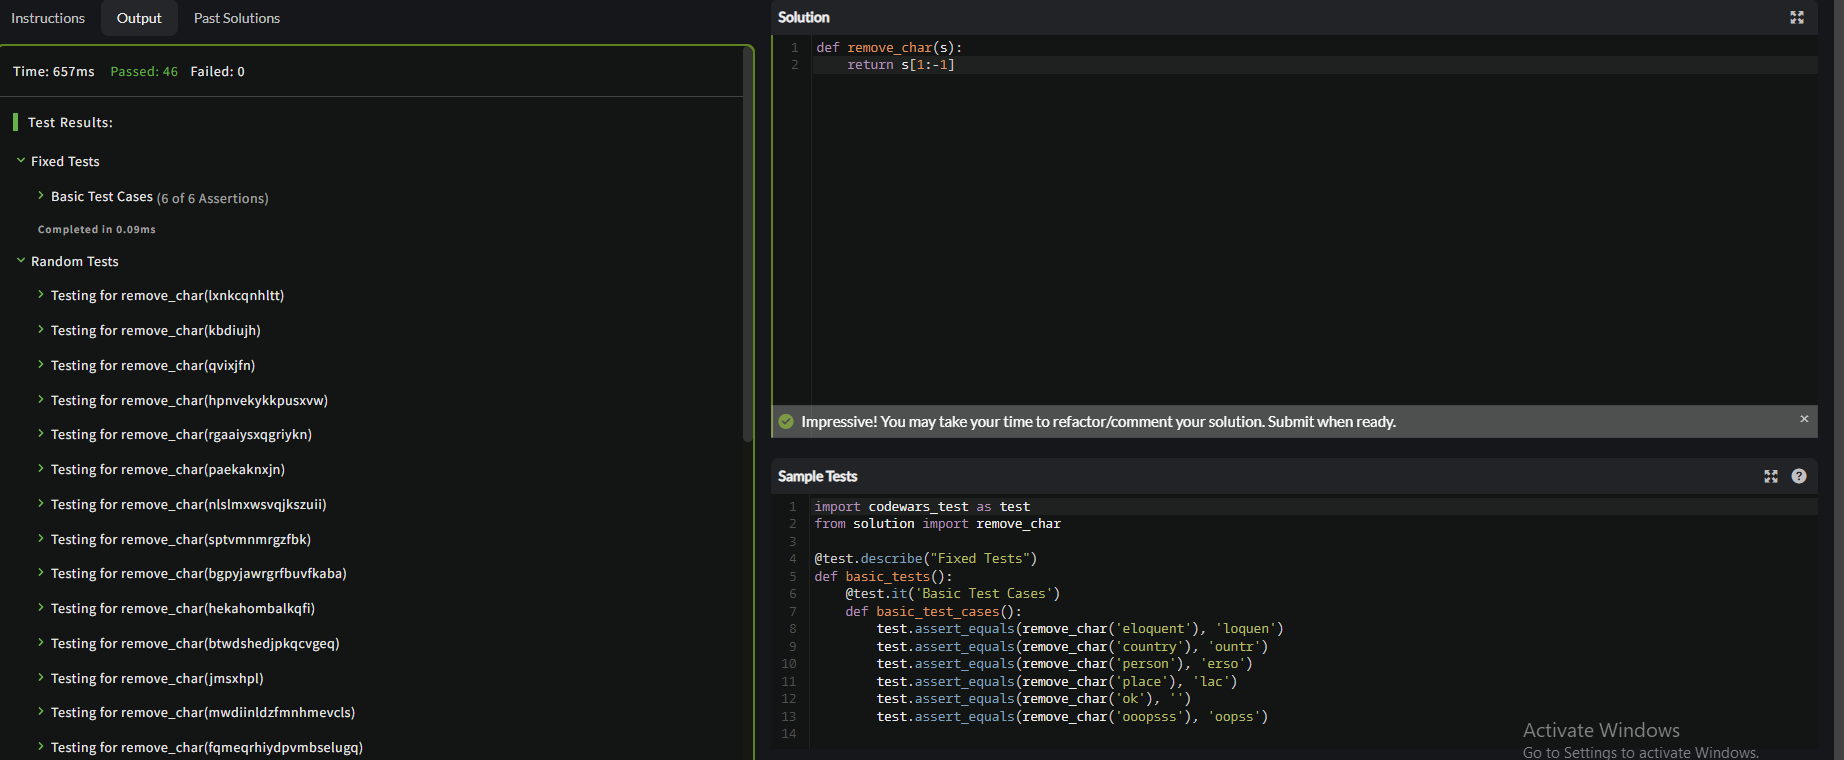 Instructions Output Past Solutions
Time: 657ms Passed: 46 Failed: 0
Test Results:
Fixed Tests
Basic Test Cases (6 of 6 Assertions)
Completed in 0.09ms
Random Tests
Testing for remove_char(lxnkcqnhltt)
Testing for remove_char(kbdiujh)
Testing for remove_char(qvixjfn)
Testing for remove_char(hpnvekykkpusxvw)
Testing for remove_char(rgaaiysxqgriykn)
Testing for remove_char(paekaknxjn)
Testing for remove_char(nlslmxwsvqjkszuii)
Testing for remove_char(sptvmnmrgzfbk)
Testing for remove_char(bgpyjawrgrfbuvfkaba)
Testing for remove_char(hekahombalkqfi)
Testing for remove_char(btwdshedjpkqcvgeq)
Testing for remove_char(jmsxhpl)
Testing for remove_char(mwdiinldzfmnhmevcls)
Testing for remove_char(fqmeqrhiydpvmbselugq)
Solution
1 def remove_char(s):
2     return s[1:-1]
Impressive! You may take your time to refactor/comment your solution. Submit when ready. ×
Sample Tests ?
1 import codewars_test as test
2 from solution import remove_char
3
4 @test.describe("Fixed Tests")
5 def basic_tests():
6     @test.it('Basic Test Cases')
7     def basic_test_cases():
8         test.assert_equals(remove_char('eloquent'), 'loquen')
9         test.assert_equals(remove_char('country'), 'ountr')
10         test.assert_equals(remove_char('person'), 'erso')
11         test.assert_equals(remove_char('place'), 'lac')
12         test.assert_equals(remove_char('ok'), '')
13         test.assert_equals(remove_char('ooopsss'), 'oopss')
14
Activate Windows
Go to Settings to activate Windows.